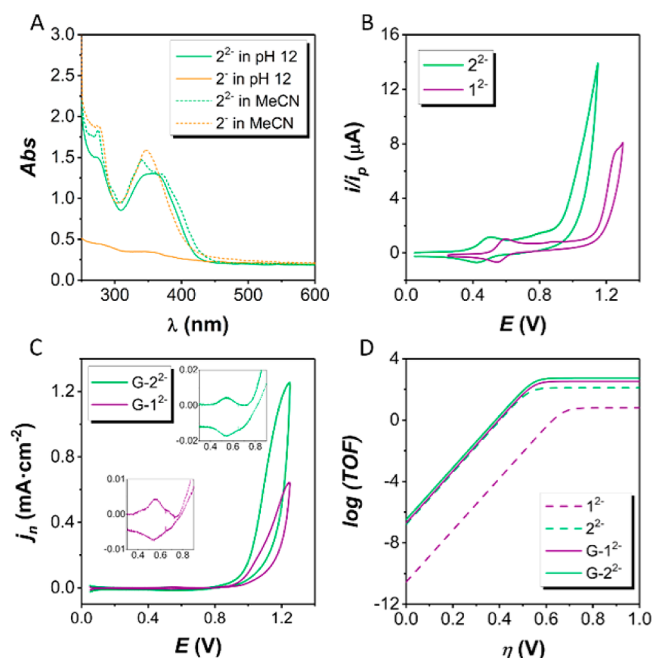 A
2²⁻ in pH 12
2⁻ in pH 12
2²⁻ in MeCN
2⁻ in MeCN
Abs
3.0
2.5
2.0
1.5
1.0
0.5
0.0
300 400 500 600
λ (nm)
B
2²⁻
1²⁻
i/iₚ (μA)
16
12
8
4
0
0.0 0.4 0.8 1.2
E (V)
C
G-2²⁻
G-1²⁻
jₙ (mA·cm⁻²)
1.2
0.8
0.4
0.0
0.02
0.00
-0.02
0.4 0.6 0.8
0.01
0.00
-0.01
0.4 0.6 0.8
0.0 0.4 0.8 1.2
E (V)
D
log (TOF)
4
0
-4
-8
-12
1²⁻
2²⁻
G-1²⁻
G-2²⁻
0.0 0.2 0.4 0.6 0.8 1.0
η (V)